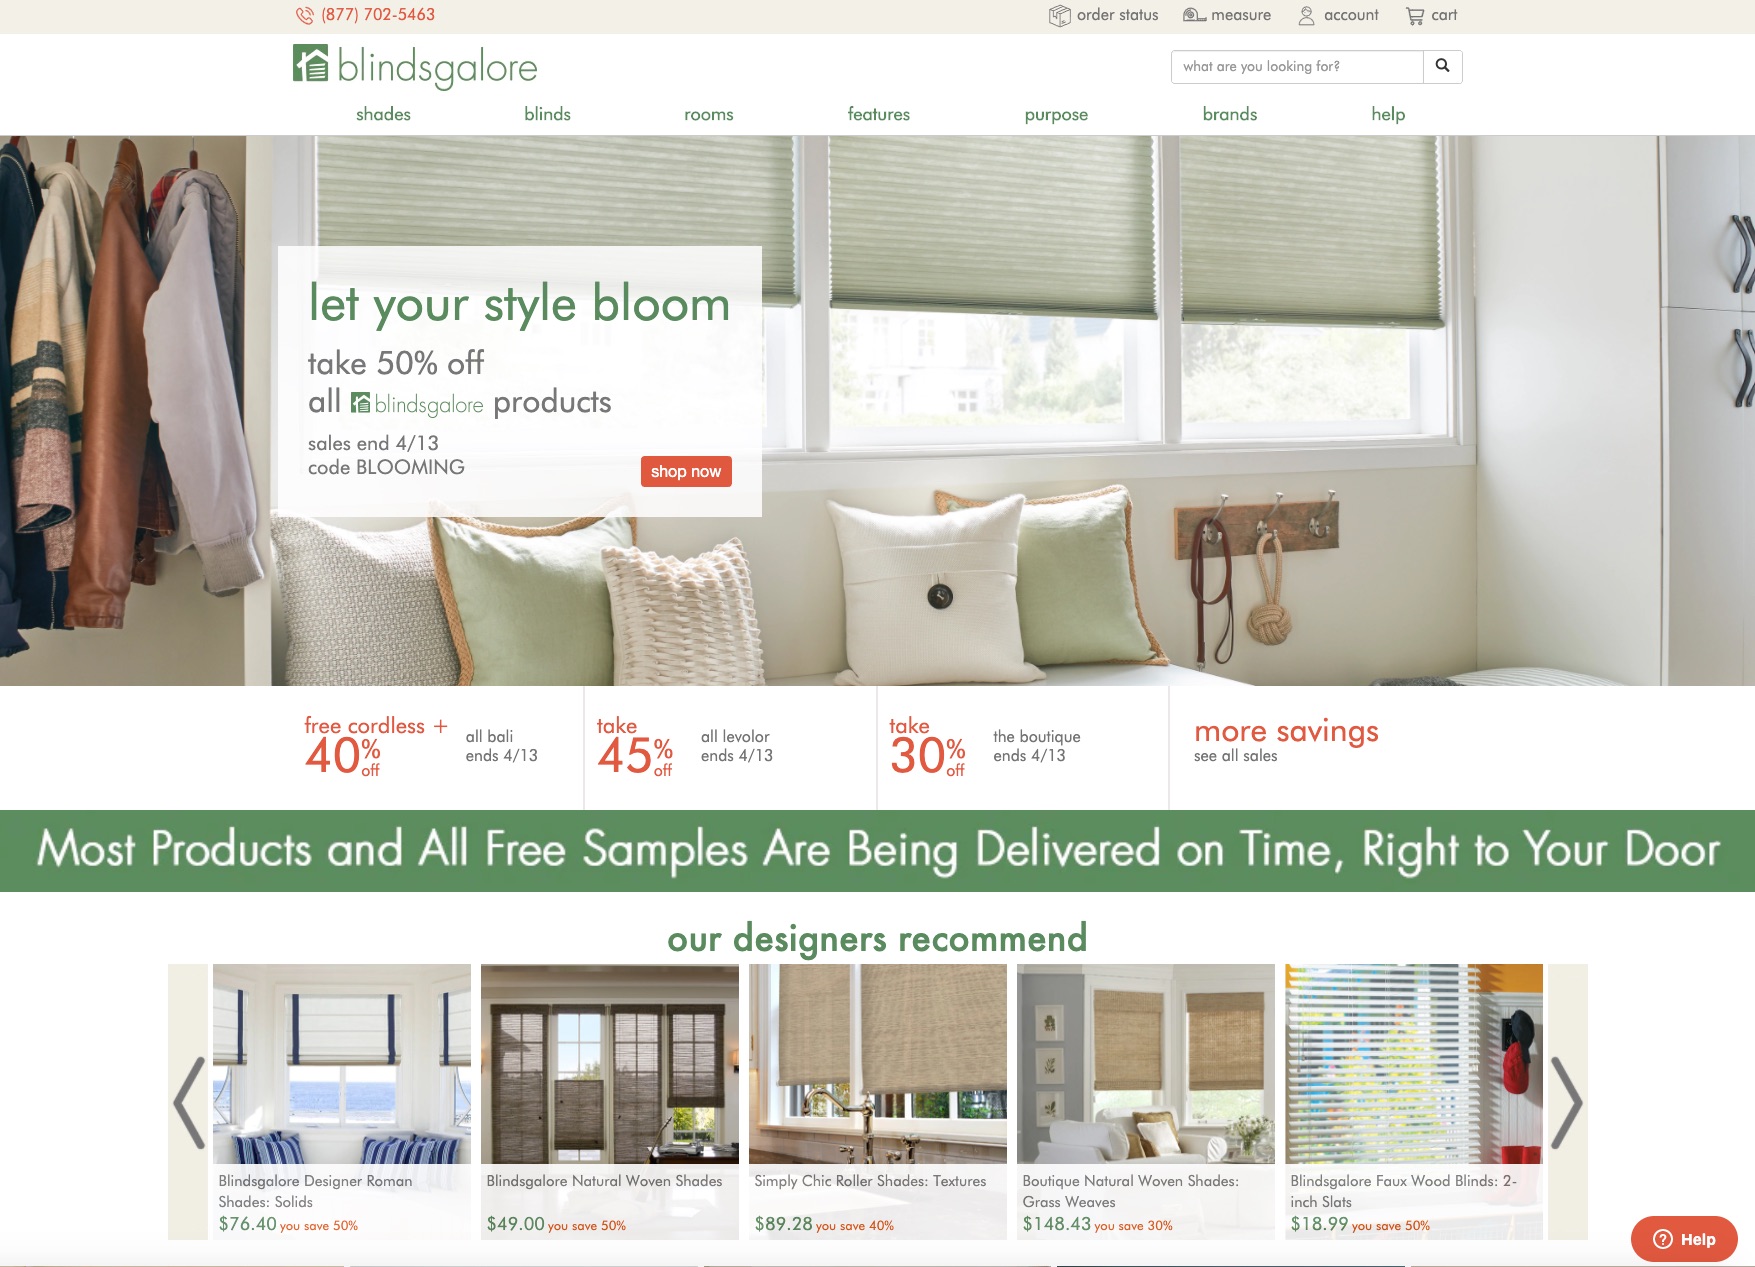 (877) 702-5463
order status
measure
account
cart
blindsgalore
what are you looking for?
shades
blinds
rooms
features
purpose
brands
help
let your style bloom
take 50% off
all blindsgalore products
sales end 4/13
code BLOOMING
shop now
free cordless +
40% off
all bali
ends 4/13
take
45% off
all levolor
ends 4/13
take
30% off
the boutique
ends 4/13
more savings
see all sales
Most Products and All Free Samples Are Being Delivered on Time, Right to Your Door
our designers recommend
Blindsgalore Designer Roman
Shades: Solids
$76.40 you save 50%
Blindsgalore Natural Woven Shades
$49.00 you save 50%
Simply Chic Roller Shades: Textures
$89.28 you save 40%
Boutique Natural Woven Shades:
Grass Weaves
$148.43 you save 30%
Blindsgalore Faux Wood Blinds: 2-
inch Slats
$18.99 you save 50%
Help